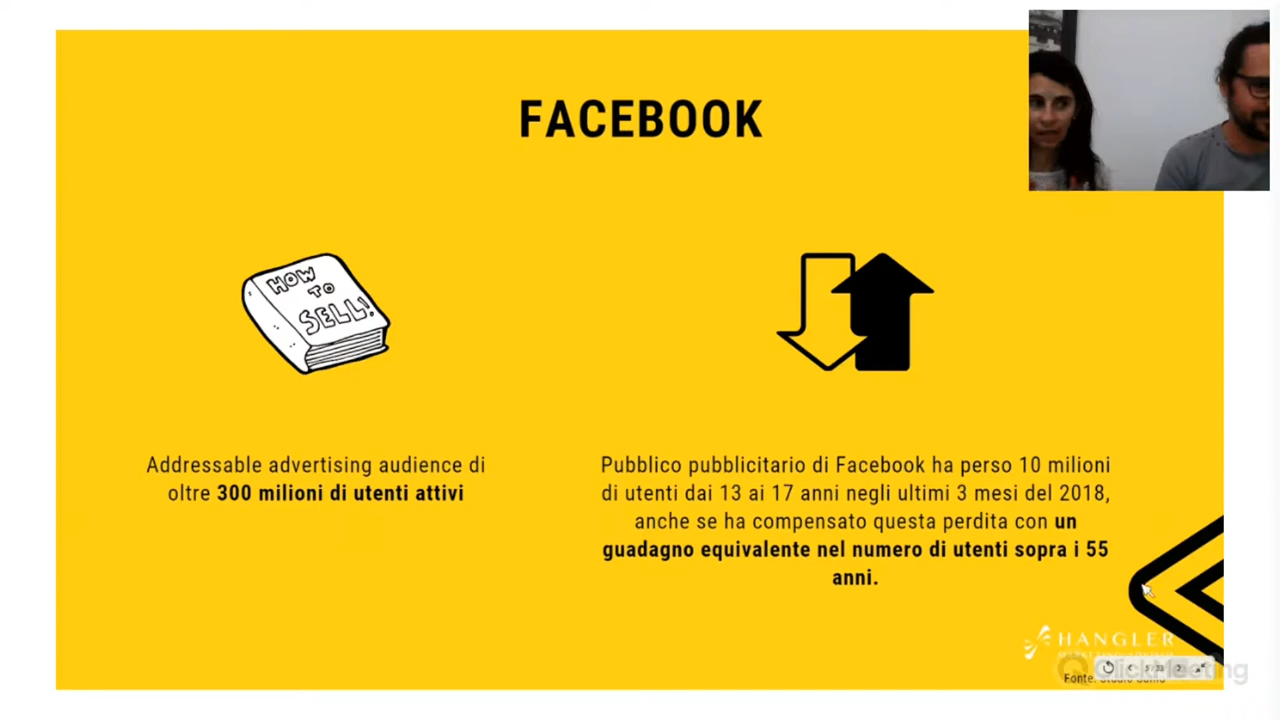 FACEBOOK
HOW
TO
SELL!
Addressable advertising audience di
oltre 300 milioni di utenti attivi
Pubblico pubblicitario di Facebook ha perso 10 milioni
di utenti dai 13 ai 17 anni negli ultimi 3 mesi del 2018,
anche se ha compensato questa perdita con un
guadagno equivalente nel numero di utenti sopra i 55
anni.
HANGLER
ClickMeeting
Fonte: